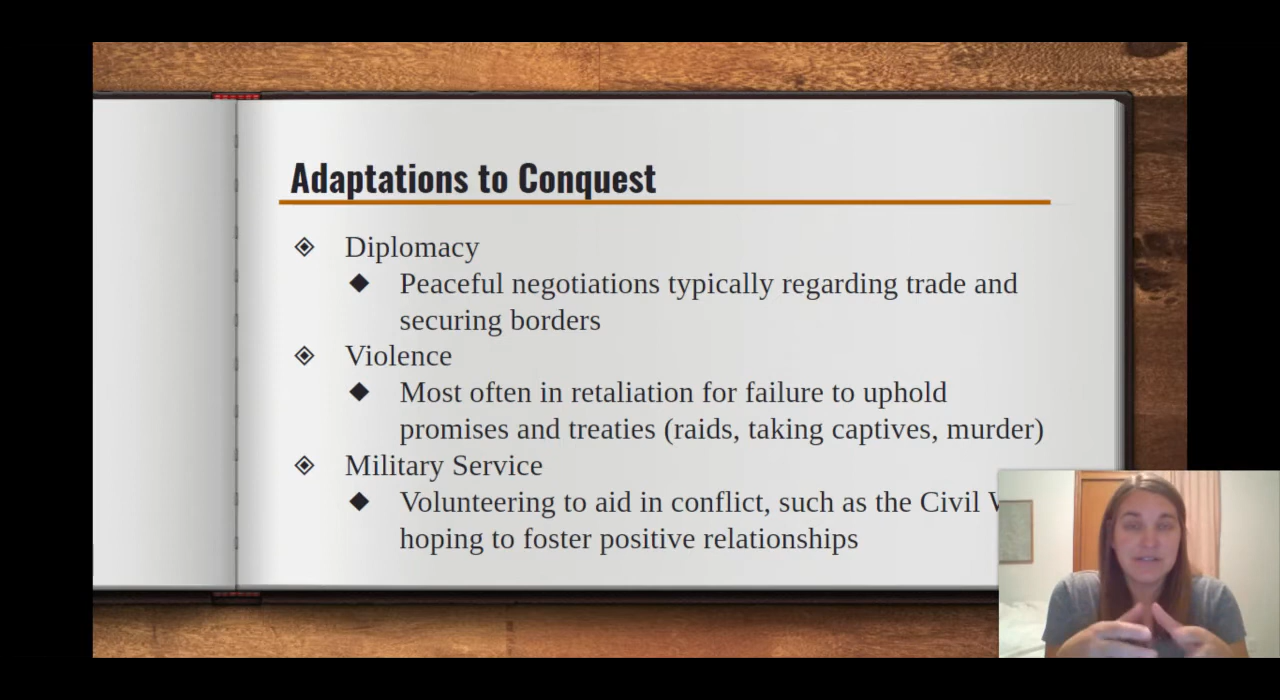 Adaptations to Conquest
Diplomacy
Peaceful negotiations typically regarding trade and
securing borders
Violence
Most often in retaliation for failure to uphold
promises and treaties (raids, taking captives, murder)
Military Service
Volunteering to aid in conflict, such as the Civil
hoping to foster positive relationships